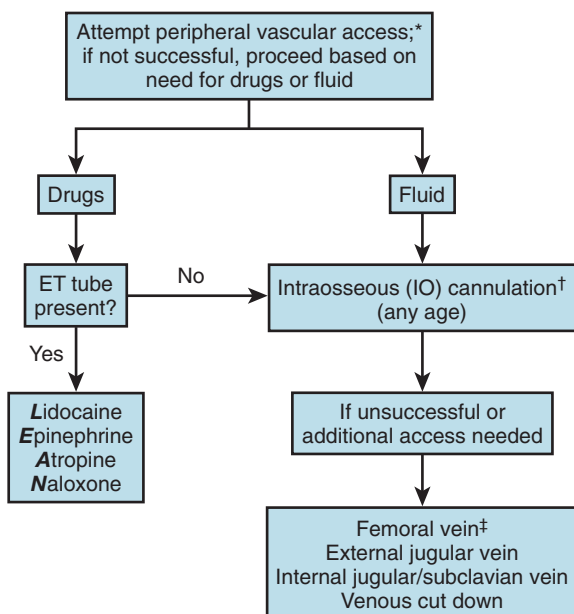 Attempt peripheral vascular access;*
if not successful, proceed based on
need for drugs or fluid
Drugs
Fluid
ET tube
present?
No
Intraosseous (IO) cannulation†
(any age)
Yes
Lidocaine
Epinephrine
Atropine
Naloxone
If unsuccessful or
additional access needed
Femoral vein‡
External jugular vein
Internal jugular/subclavian vein
Venous cut down